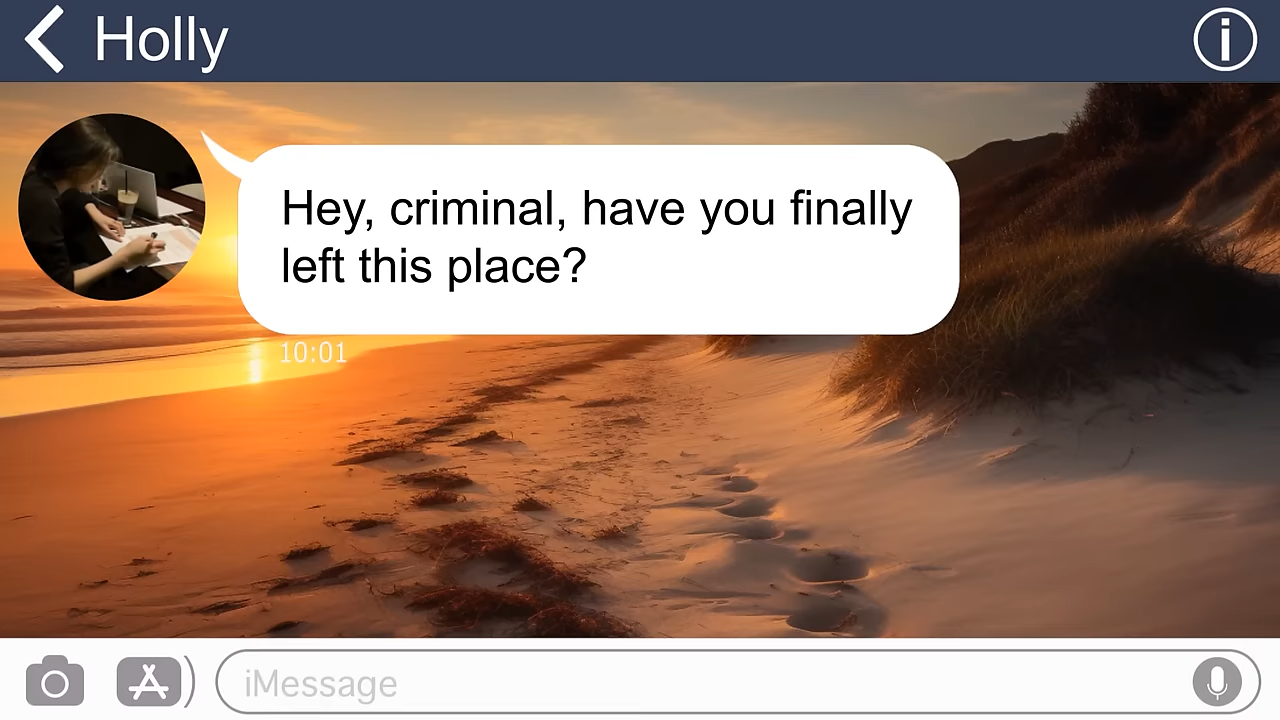 Holly
Hey, criminal, have you finally
left this place?
10:01
iMessage